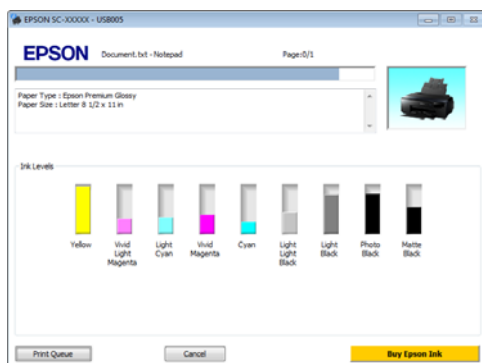 EPSON SC-XXXXX - USB005
EPSON
Document.txt - Notepad
Page:0/1
Paper Type : Epson Premium Glossy
Paper Size : Letter 8 1/2 x 11 in
Ink Levels
Yellow
Vivid
Light
Magenta
Light
Cyan
Vivid
Magenta
Cyan
Light
Light
Black
Light
Black
Photo
Black
Matte
Black
Print Queue
Cancel
Buy Epson Ink